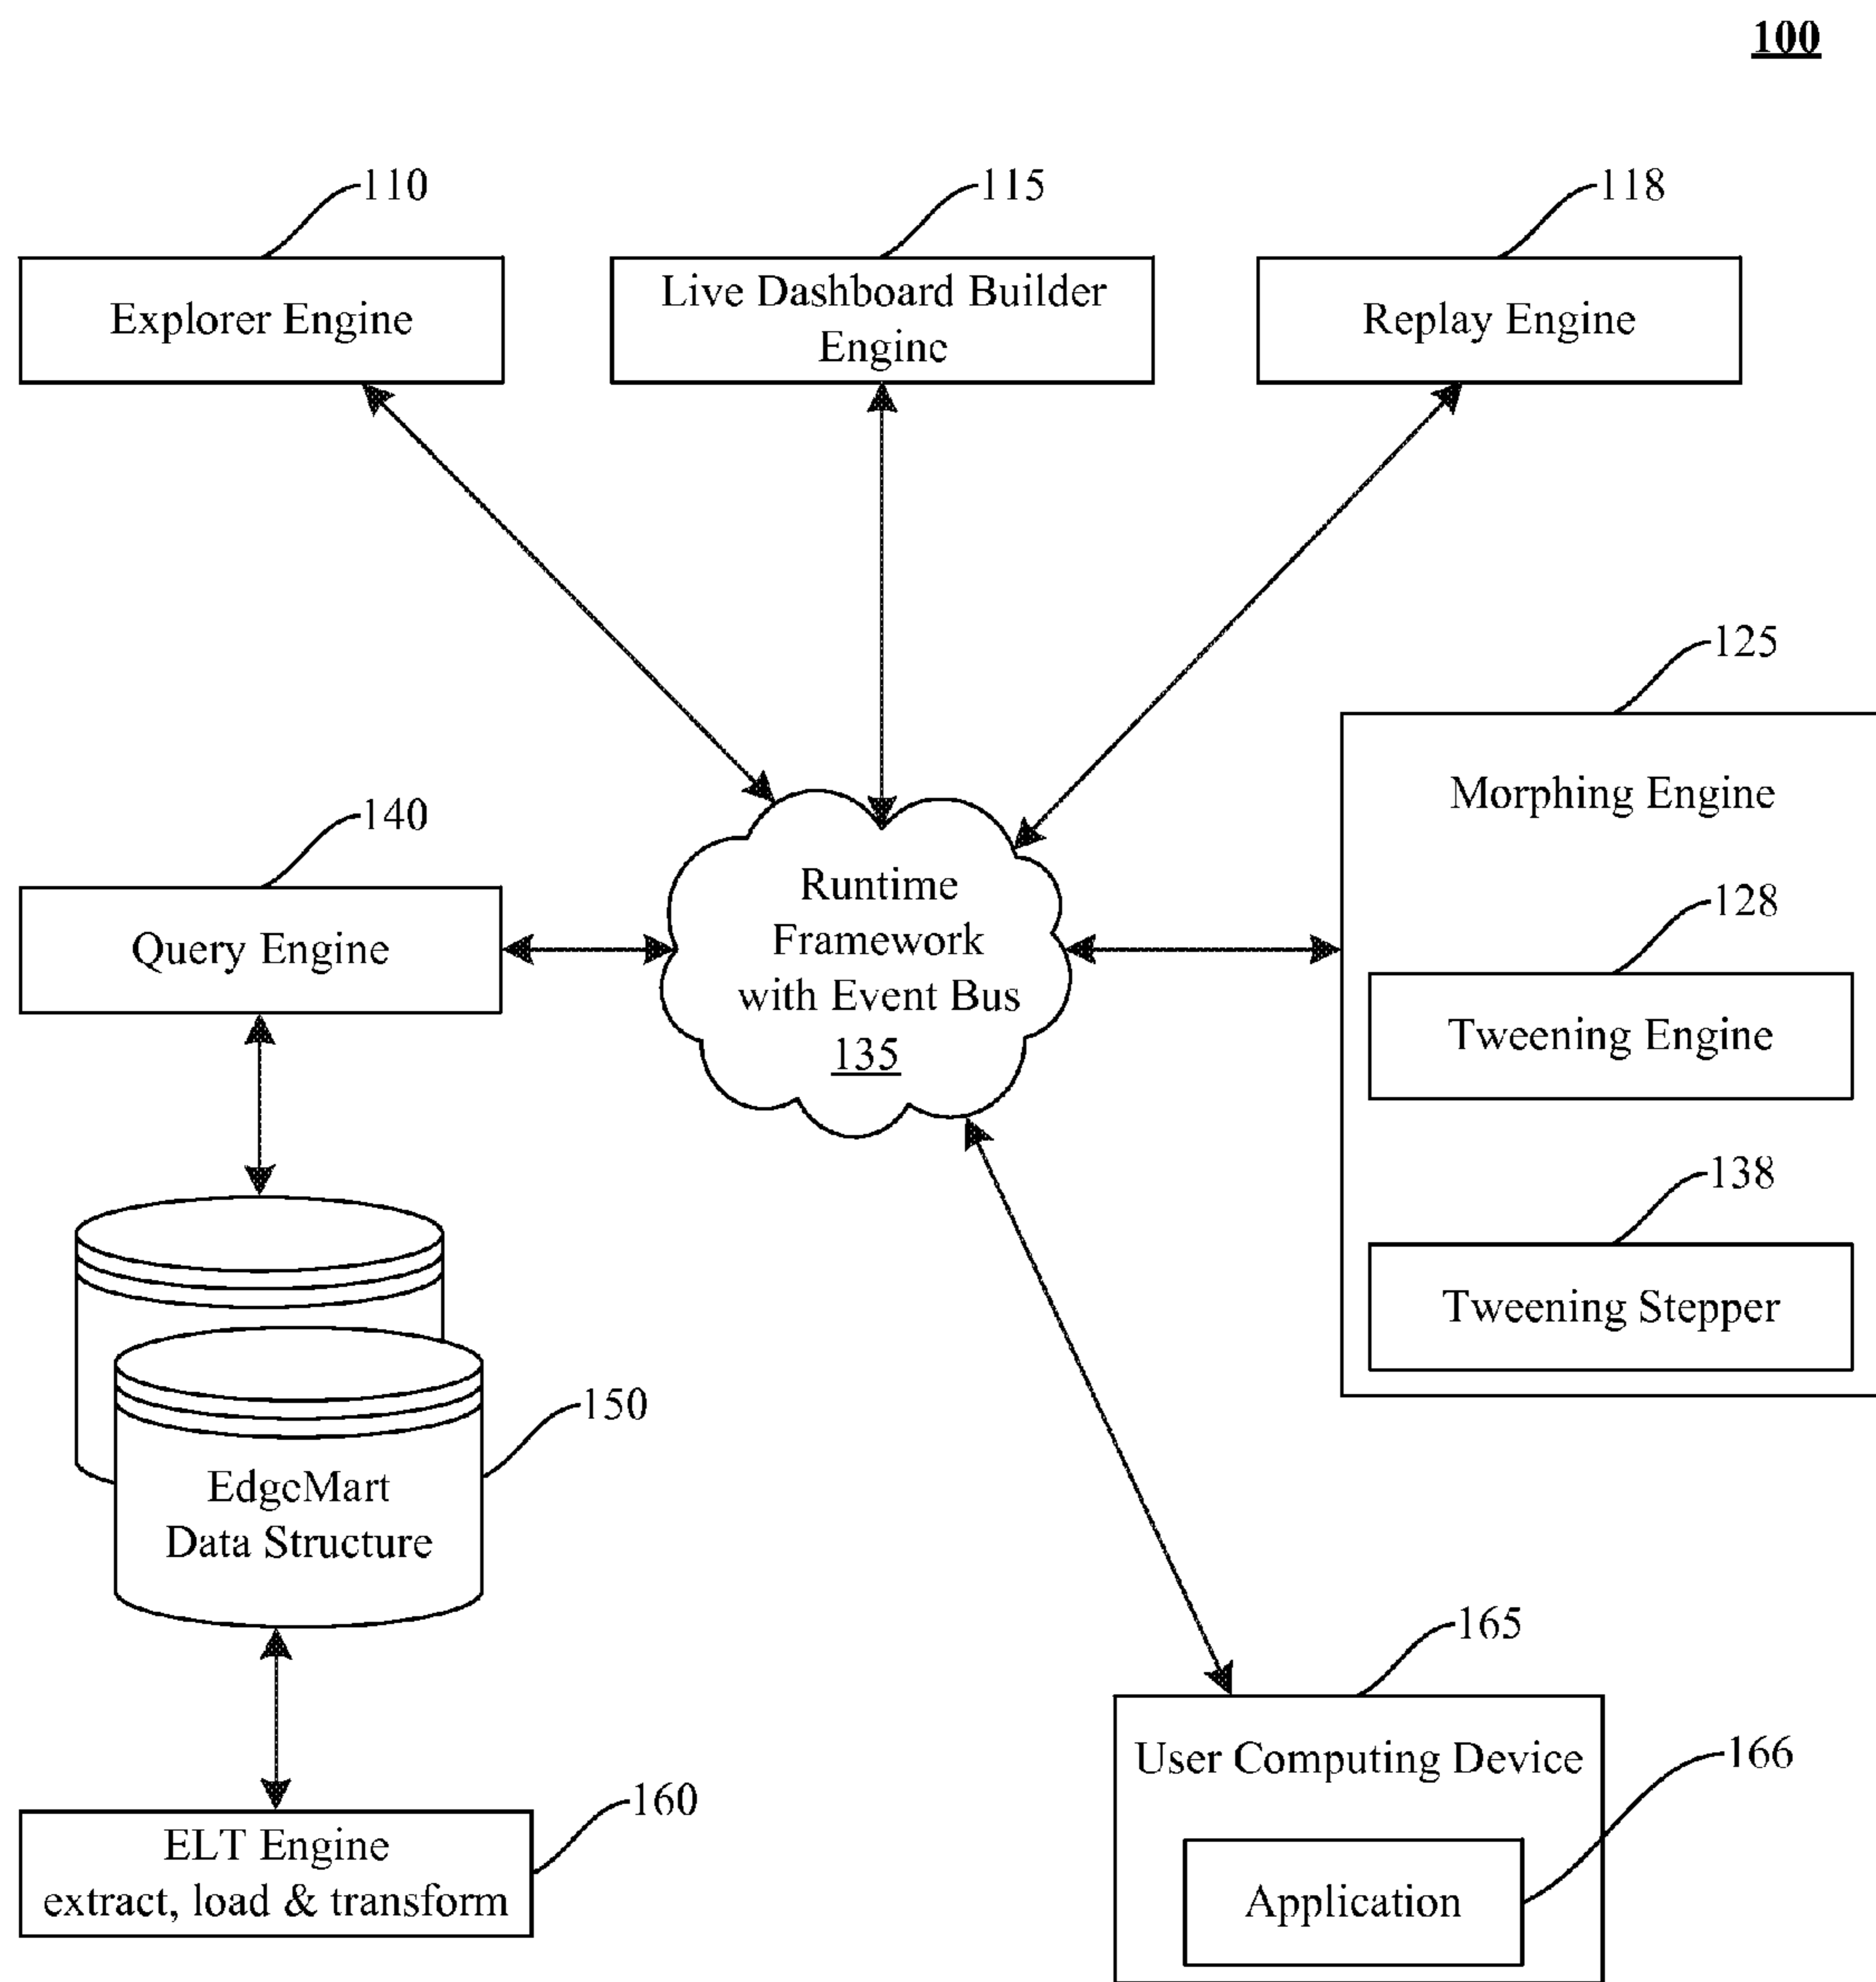 100
110
115
118
Explorer Engine
Live Dashboard Builder
Engine
Replay Engine
125
Morphing Engine
140
128
Query Engine
Runtime
Framework
with Event Bus
135
Tweening Engine
138
Tweening Stepper
150
EdgeMart
Data Structure
165
User Computing Device
166
160
ELT Engine
extract, load & transform
Application